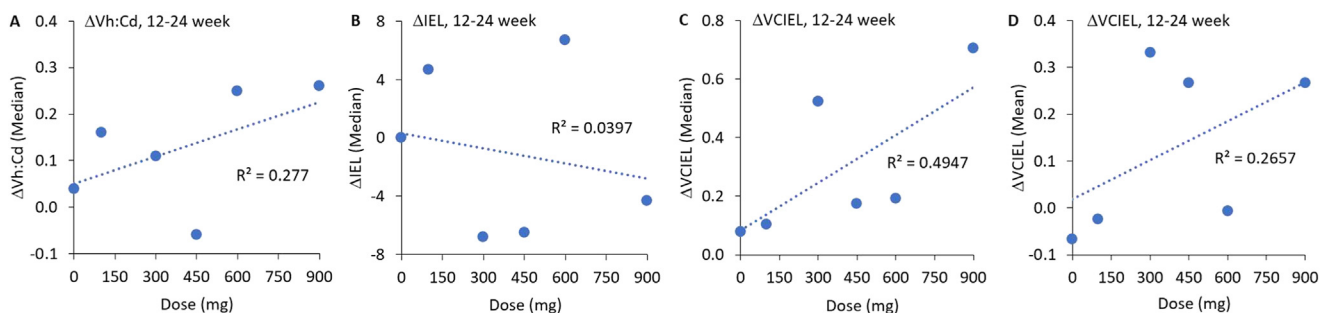 A ΔVh:Cd, 12-24 week
ΔVh:Cd (Median)
0.4
0.3
0.2
0.1
0.0
-0.1
R² = 0.277
0 150 300 450 600 750 900
Dose (mg)
B ΔIEL, 12-24 week
ΔIEL (Median)
8
4
0
-4
-8
R² = 0.0397
0 150 300 450 600 750 900
Dose (mg)
C ΔVCIEL, 12-24 week
ΔVCIEL (Median)
0.8
0.6
0.4
0.2
0.0
R² = 0.4947
0 150 300 450 600 750 900
Dose (mg)
D ΔVCIEL, 12-24 week
ΔVCIEL (Mean)
0.4
0.3
0.2
0.1
0.0
-0.1
R² = 0.2657
0 150 300 450 600 750 900
Dose (mg)